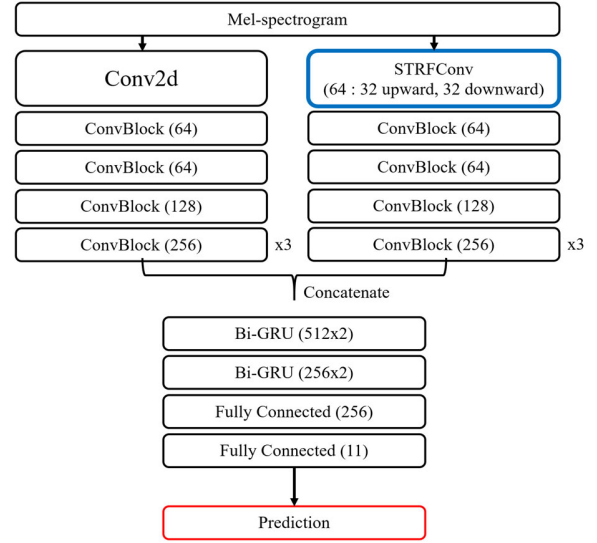 Mel-spectrogram
Conv2d
STRFConv
(64 : 32 upward, 32 downward)
ConvBlock (64)
ConvBlock (64)
ConvBlock (64)
ConvBlock (64)
ConvBlock (128)
ConvBlock (128)
ConvBlock (256)
x3
ConvBlock (256)
x3
Concatenate
Bi-GRU (512x2)
Bi-GRU (256x2)
Fully Connected (256)
Fully Connected (11)
Prediction